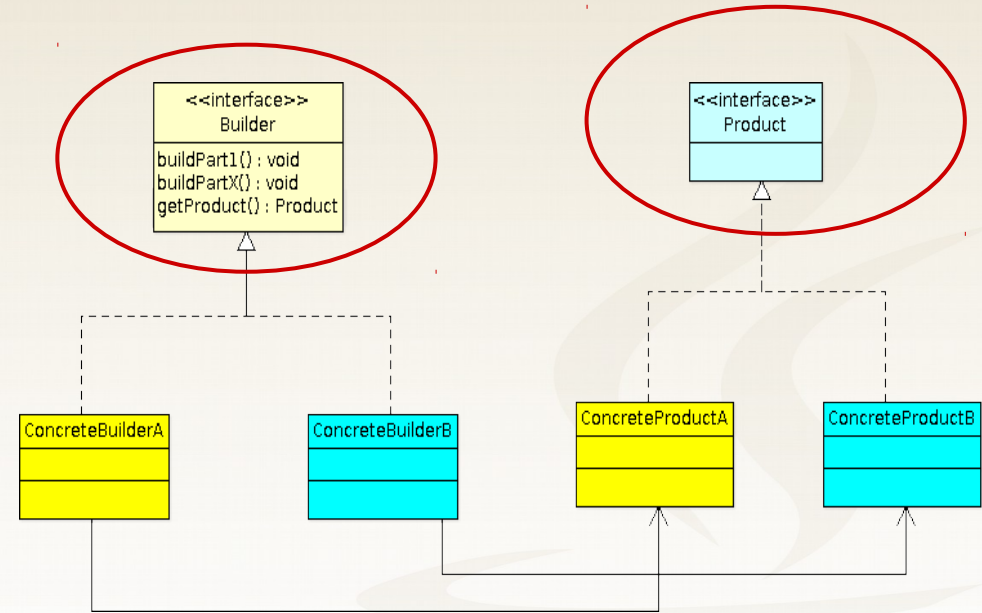 <<interface>>
Builder
buildPart1() : void
buildPartX() : void
getProduct() : Product
<<interface>>
Product
ConcreteBuilderA
ConcreteBuilderB
ConcreteProductA
ConcreteProductB